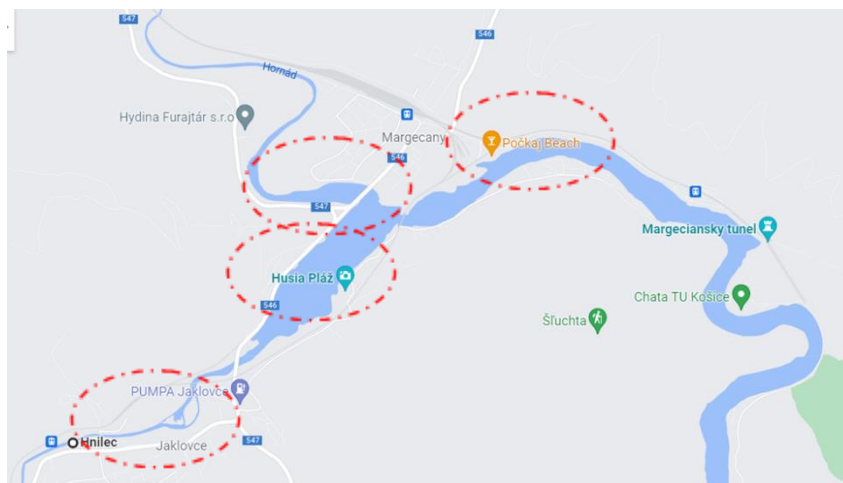 547
546
Hornád
Hydina Furajtár s.r.o
Margecany
Počkaj Beach
546
547
Margeciansky tunel
Husia Pláž
Chata TU Košice
546
Šľuchta
PUMPA Jaklovce
Hnilec
Jaklovce
547